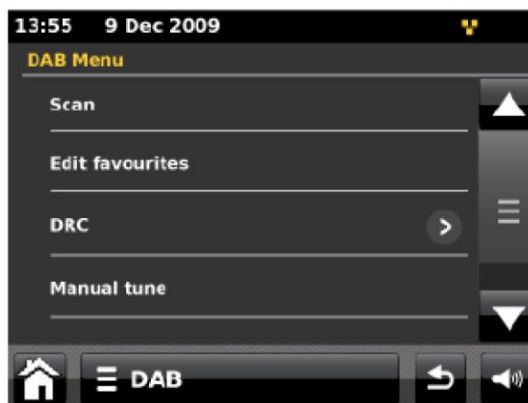 13:55 9 Dec 2009
DAB Menu
Scan
Edit favourites
DRC
Manual tune
DAB